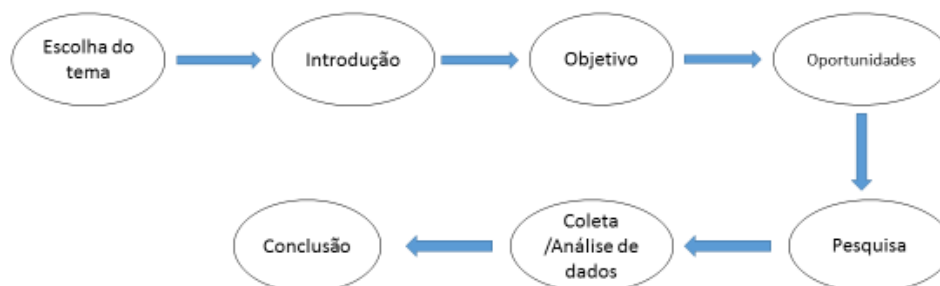 Escolha do
tema
Introdução
Objetivo
Oportunidades
Pesquisa
Coleta
/Análise de
dados
Conclusão